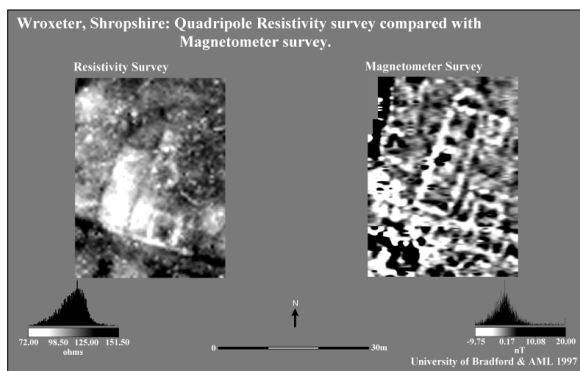 Wroxeter, Shropshire: Quadripole Resistivity survey compared with
Magnetometer survey.
Resistivity Survey
Magnetometer Survey
N
72.00 98.50 125.00 151.50
ohms
0 30m
-9.75 0.17 10.08 20.00
nT
University of Bradford & AML 1997